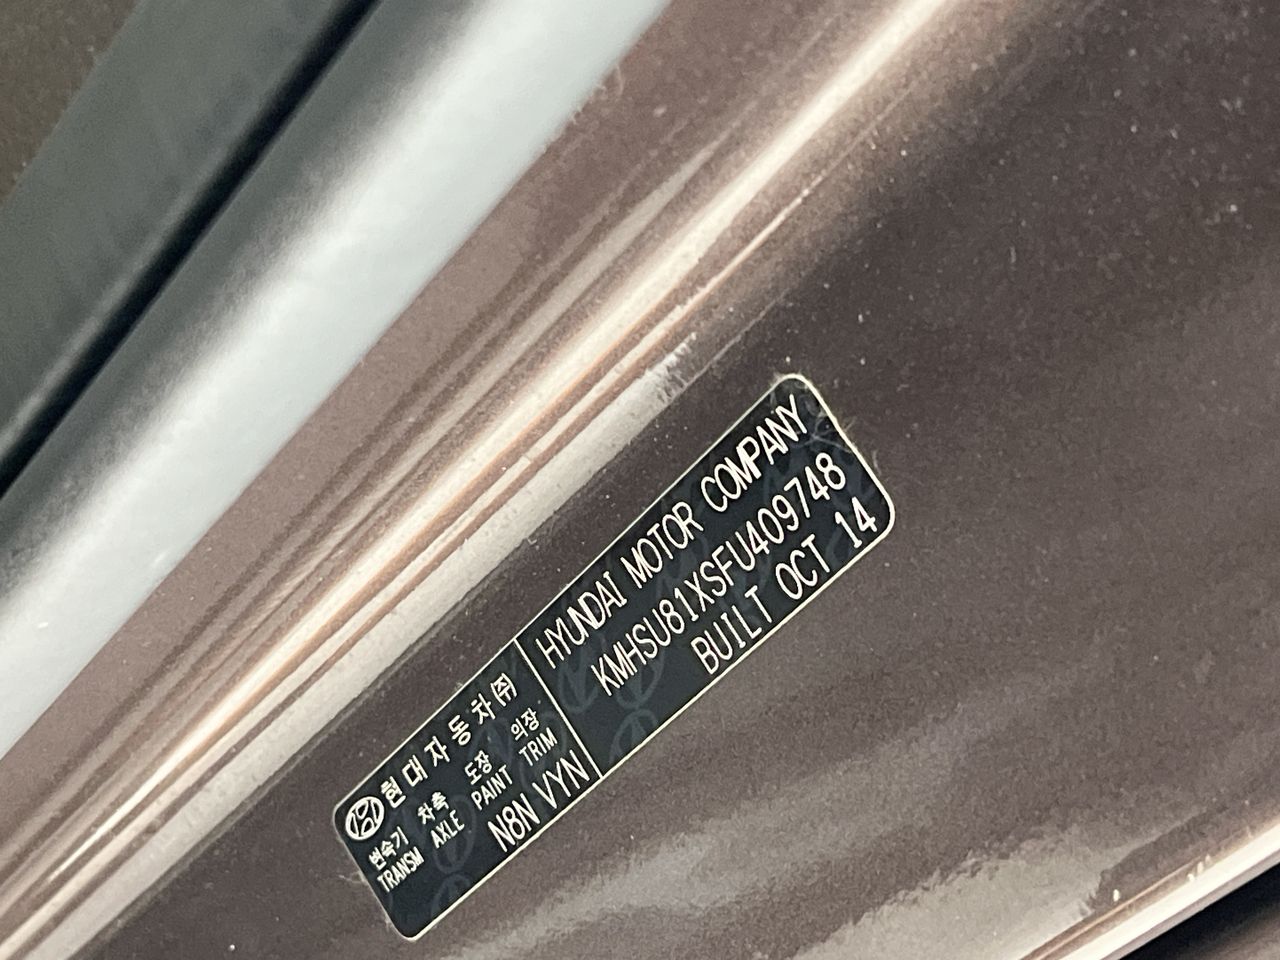 현대자동차㈜
변속기 차축 도장 의장
TRANSM AXLE PAINT TRIM
N8N VYN
HYUNDAI MOTOR COMPANY
KMHSU81XSFU409748
BUILT OCT 14